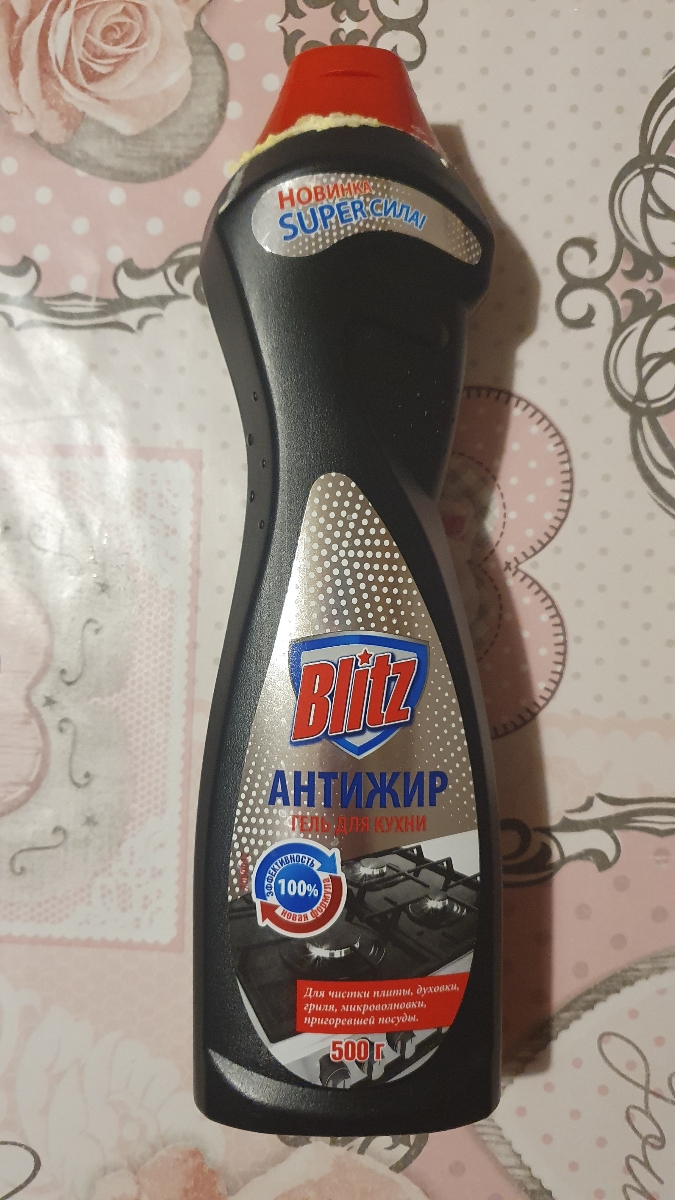 НОВИНКА
SUPER СИЛА!
Blitz
АНТИЖИР
ГЕЛЬ ДЛЯ КУХНИ
ЭФФЕКТИВНОСТЬ
100%
новая формула
Для чистки плиты, духовки,
гриля, микроволновки,
пригоревшей посуды.
500 г